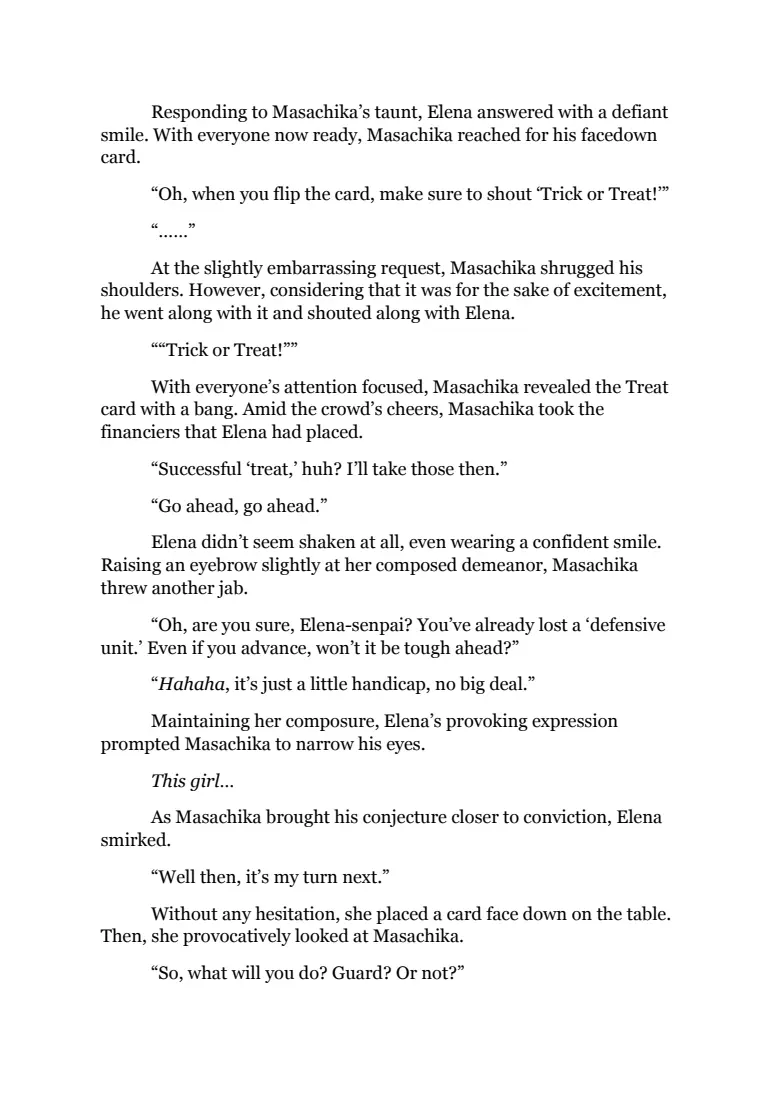 Responding to Masachika’s taunt, Elena answered with a defiant
smile. With everyone now ready, Masachika reached for his facedown
card.
“Oh, when you flip the card, make sure to shout ‘Trick or Treat!’”
“……”
At the slightly embarrassing request, Masachika shrugged his
shoulders. However, considering that it was for the sake of excitement,
he went along with it and shouted along with Elena.
““Trick or Treat!””
With everyone’s attention focused, Masachika revealed the Treat
card with a bang. Amid the crowd’s cheers, Masachika took the
financiers that Elena had placed.
“Successful ‘treat,’ huh? I’ll take those then.”
“Go ahead, go ahead.”
Elena didn’t seem shaken at all, even wearing a confident smile.
Raising an eyebrow slightly at her composed demeanor, Masachika
threw another jab.
“Oh, are you sure, Elena-senpai? You’ve already lost a ‘defensive
unit.’ Even if you advance, won’t it be tough ahead?”
“Hahaha, it’s just a little handicap, no big deal.”
Maintaining her composure, Elena’s provoking expression
prompted Masachika to narrow his eyes.
This girl…
As Masachika brought his conjecture closer to conviction, Elena
smirked.
“Well then, it’s my turn next.”
Without any hesitation, she placed a card face down on the table.
Then, she provocatively looked at Masachika.
“So, what will you do? Guard? Or not?”